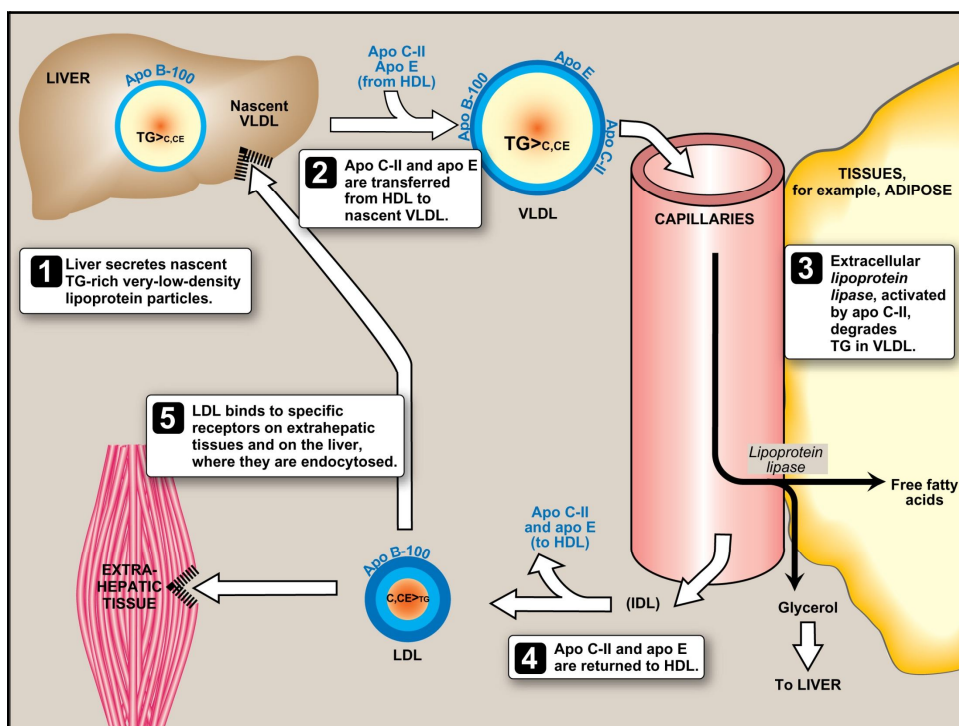 LIVER
Apo B-100
TG>C,CE
Nascent
VLDL
Apo C-II
Apo E
(from HDL)
2
Apo C-II and apo E
are transferred
from HDL to
nascent VLDL.
Apo B-100
Apo E
Apo C-II
TG>C,CE
VLDL
CAPILLARIES
TISSUES,
for example, ADIPOSE
1
Liver secretes nascent
TG-rich very-low-density
lipoprotein particles.
3
Extracellular
lipoprotein
lipase, activated
by apo C-II,
degrades
TG in VLDL.
5
LDL binds to specific
receptors on extrahepatic
tissues and on the liver,
where they are endocytosed.
Lipoprotein
lipase
Free fatty
acids
Apo C-II
and apo E
(to HDL)
EXTRA-
HEPATIC
TISSUE
Apo B-100
C,CE>TG
LDL
(IDL)
Glycerol
4
Apo C-II and apo E
are returned to HDL.
To LIVER